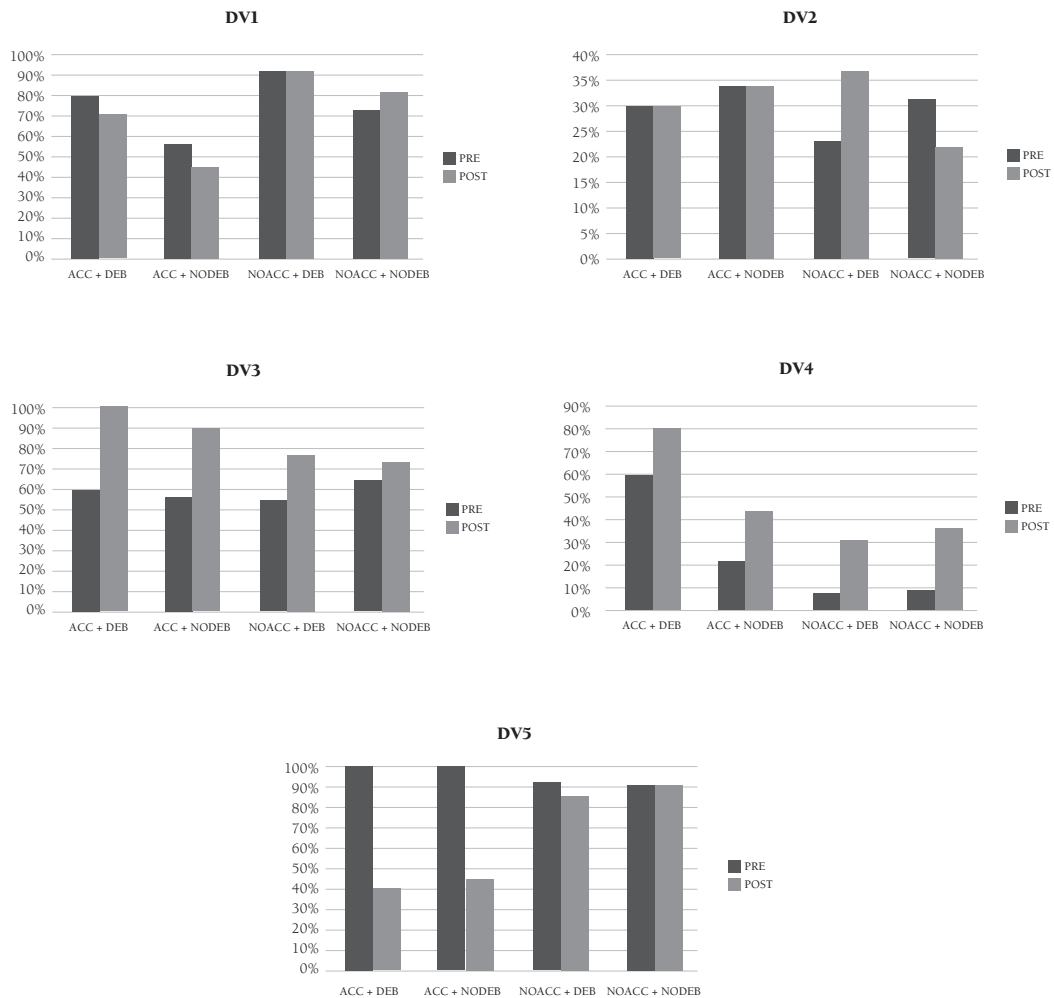 DV1
100%
90%
80%
70%
60%
50%
40%
30%
20%
10%
0%
ACC + DEB ACC + NODEB NOACC + DEB NOACC + NODEB
PRE
POST
DV2
40%
35%
30%
25%
20%
15%
10%
5%
0%
ACC + DEB ACC + NODEB NOACC + DEB NOACC + NODEB
PRE
POST
DV3
100%
90%
80%
70%
60%
50%
40%
30%
20%
10%
0%
ACC + DEB ACC + NODEB NOACC + DEB NOACC + NODEB
PRE
POST
DV4
90%
80%
70%
60%
50%
40%
30%
20%
10%
0%
ACC + DEB ACC + NODEB NOACC + DEB NOACC + NODEB
PRE
POST
DV5
100%
90%
80%
70%
60%
50%
40%
30%
20%
10%
0%
ACC + DEB ACC + NODEB NOACC + DEB NOACC + NODEB
PRE
POST